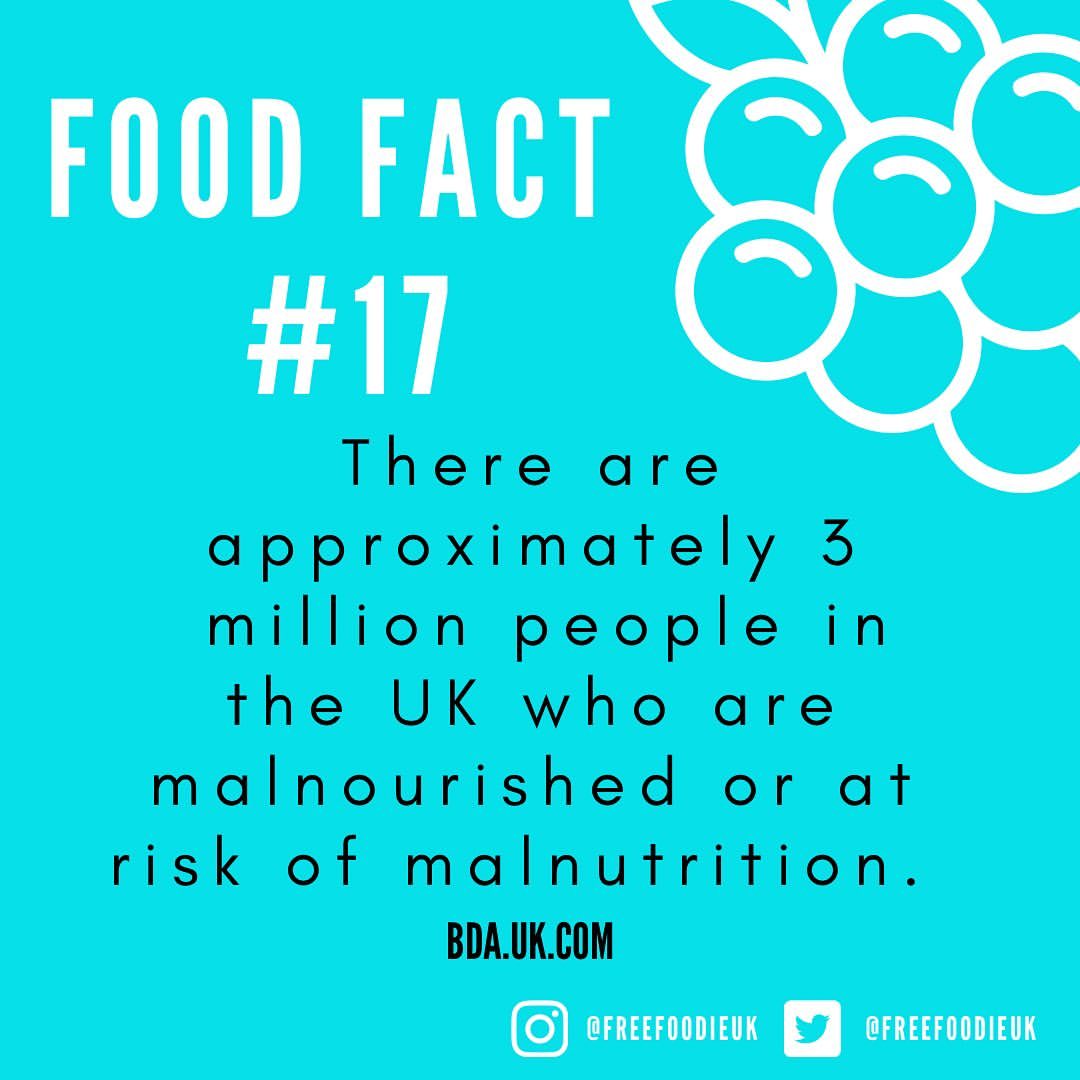 FOOD FACT
#17
There are
approximately 3
million people in
the UK who are
malnourished or at
risk of malnutrition.
BDA.UK.COM
@FREEFOODIEUK @FREEFOODIEUK